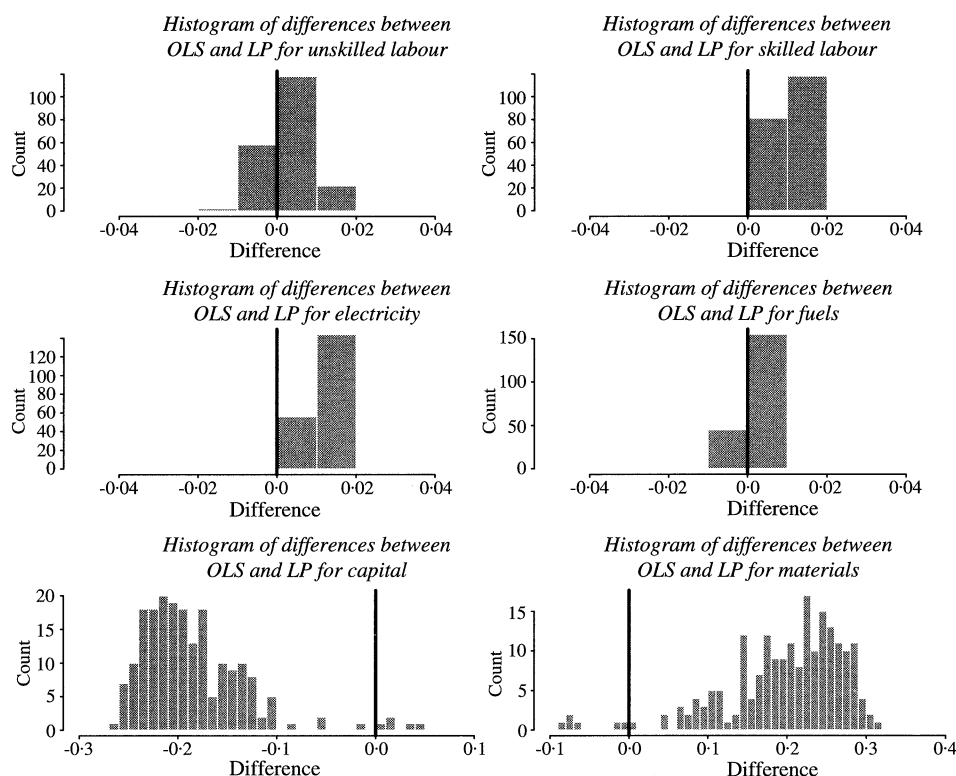 Histogram of differences between
OLS and LP for unskilled labour
100
80
60
40
20
0
Count
-0·04 -0·02 0·0 0·02 0·04
Difference
Histogram of differences between
OLS and LP for skilled labour
100
80
60
40
20
0
Count
-0·04 -0·02 0·0 0·02 0·04
Difference
Histogram of differences between
OLS and LP for electricity
120
100
80
60
40
20
0
Count
-0·04 -0·02 0·0 0·02 0·04
Difference
Histogram of differences between
OLS and LP for fuels
150
100
50
0
Count
-0·04 -0·02 0·0 0·02 0·04
Difference
Histogram of differences between
OLS and LP for capital
20
15
10
5
0
Count
-0·3 -0·2 -0·1 0·0 0·1
Difference
Histogram of differences between
OLS and LP for materials
15
10
5
0
Count
-0·1 0·0 0·1 0·2 0·3 0·4
Difference